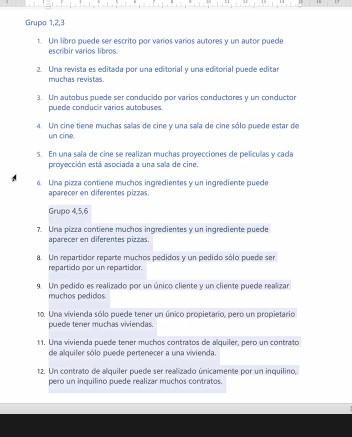 Grupo 1,2,3
1. Un libro puede ser escrito por varios varios autores y un autor puede
escribir varios libros.
2. Una revista es editada por una editorial y una editorial puede editar
muchas revistas.
3. Un autobus puede ser conducido por varios conductores y un conductor
puede conducir varios autobuses.
4. Un cine tiene muchas salas de cine y una sala de cine sólo puede estar de
un cine.
5. En una sala de cine se realizan muchas proyecciones de películas y cada
proyección está asociada a una sala de cine.
6. Una pizza contiene muchos ingredientes y un ingrediente puede
aparecer en diferentes pizzas.
Grupo 4,5,6
7. Una pizza contiene muchos ingredientes y un ingrediente puede
aparecer en diferentes pizzas.
8. Un repartidor reparte muchos pedidos y un pedido sólo puede ser
repartido por un repartidor.
9. Un pedido es realizado por un único cliente y un cliente puede realizar
muchos pedidos.
10. Una vivienda sólo puede tener un único propietario, pero un propietario
puede tener muchas viviendas.
11. Una vivienda puede tener muchos contratos de alquiler, pero un contrato
de alquiler sólo puede pertenecer a una vivienda.
12. Un contrato de alquiler puede ser realizado únicamente por un inquilino,
pero un inquilino puede realizar muchos contratos.